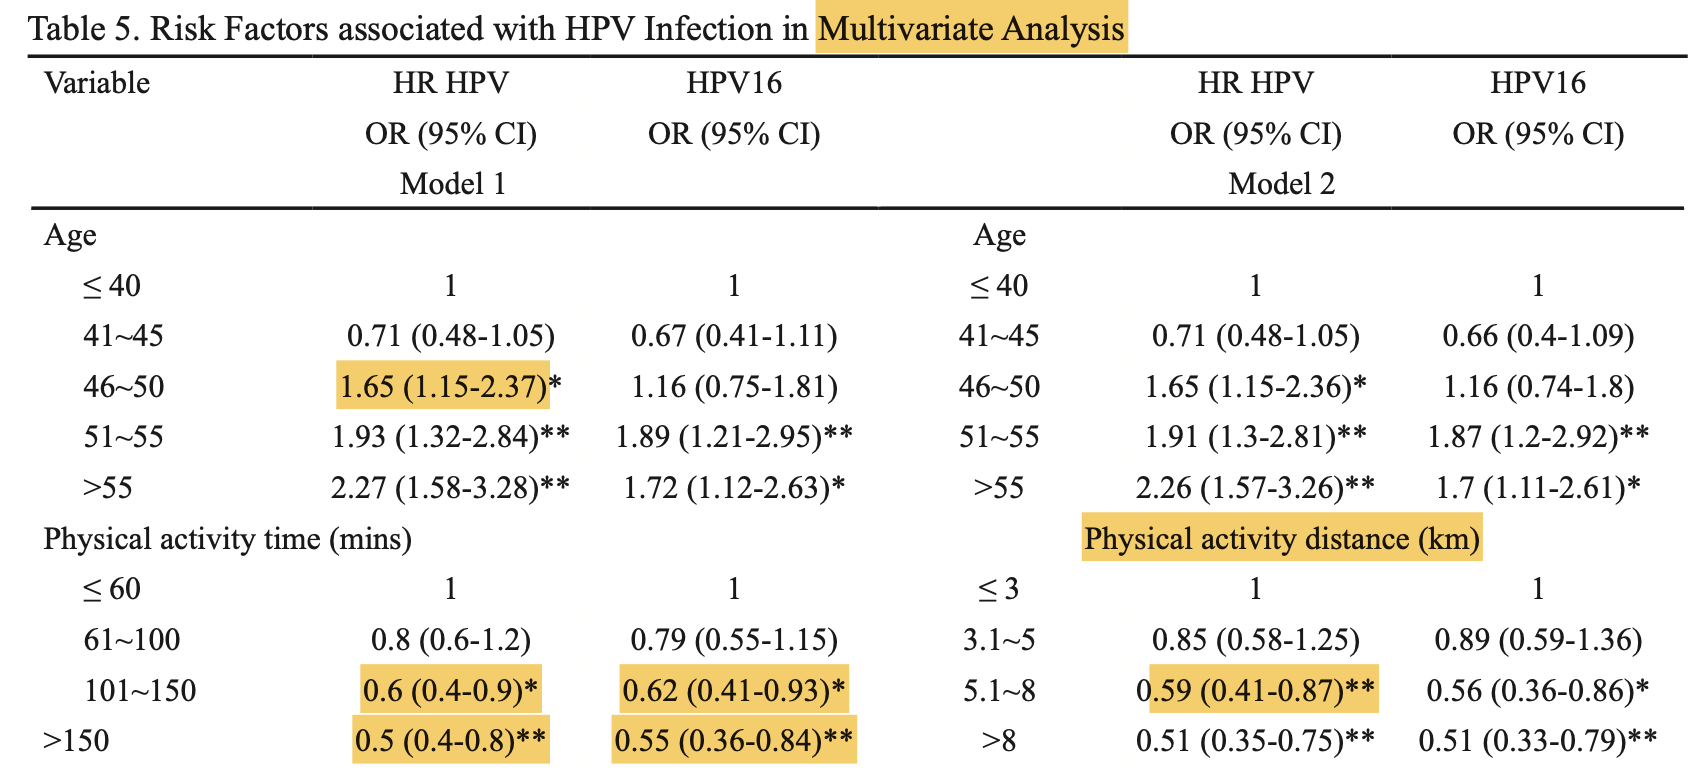 Table 5. Risk Factors associated with HPV Infection in Multivariate Analysis
Variable HR HPV HPV16 HR HPV HPV16
OR (95% CI) OR (95% CI) OR (95% CI) OR (95% CI)
Model 1 Model 2
Age Age
≤ 40 1 1 ≤ 40 1 1
41~45 0.71 (0.48-1.05) 0.67 (0.41-1.11) 41~45 0.71 (0.48-1.05) 0.66 (0.4-1.09)
46~50 1.65 (1.15-2.37)* 1.16 (0.75-1.81) 46~50 1.65 (1.15-2.36)* 1.16 (0.74-1.8)
51~55 1.93 (1.32-2.84)** 1.89 (1.21-2.95)** 51~55 1.91 (1.3-2.81)** 1.87 (1.2-2.92)**
>55 2.27 (1.58-3.28)** 1.72 (1.12-2.63)* >55 2.26 (1.57-3.26)** 1.7 (1.11-2.61)*
Physical activity time (mins) Physical activity distance (km)
≤ 60 1 1 ≤ 3 1 1
61~100 0.8 (0.6-1.2) 0.79 (0.55-1.15) 3.1~5 0.85 (0.58-1.25) 0.89 (0.59-1.36)
101~150 0.6 (0.4-0.9)* 0.62 (0.41-0.93)* 5.1~8 0.59 (0.41-0.87)** 0.56 (0.36-0.86)*
>150 0.5 (0.4-0.8)** 0.55 (0.36-0.84)** >8 0.51 (0.35-0.75)** 0.51 (0.33-0.79)**